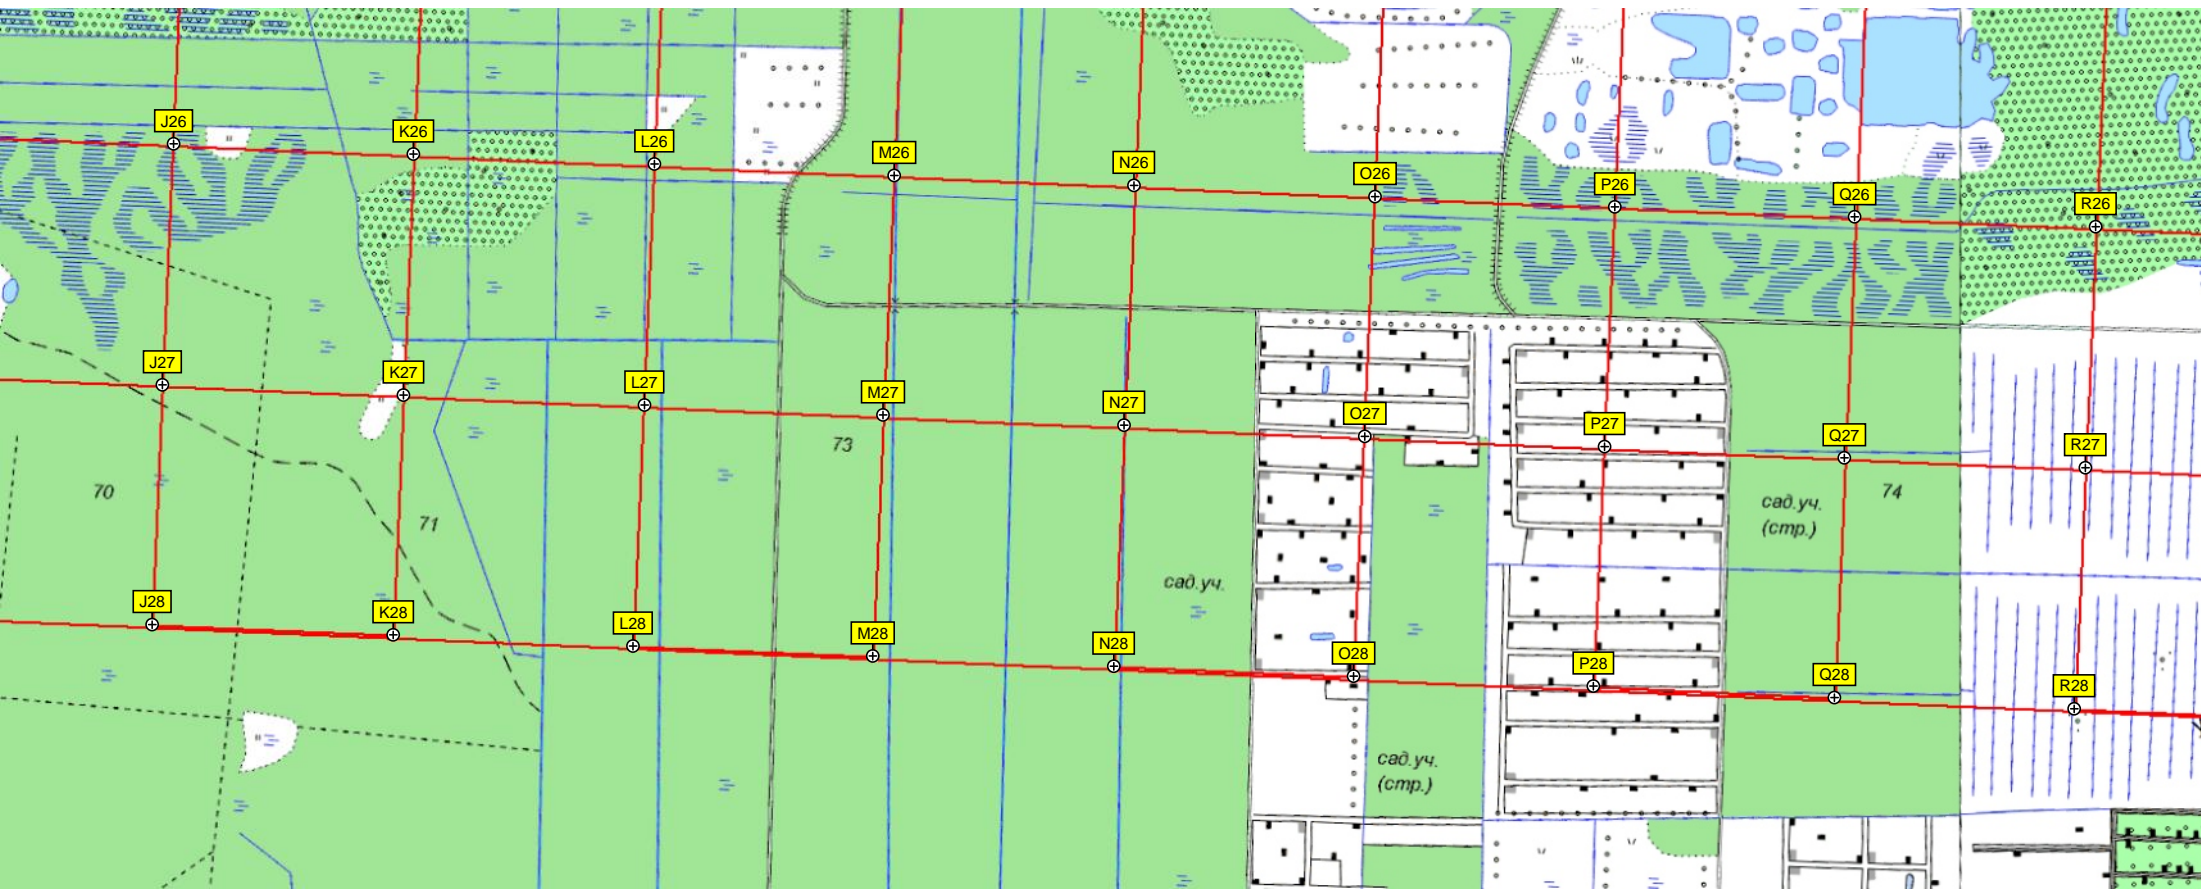 J26
K26
L26
M26
N26
O26
P26
Q26
R26
J27
K27
L27
M27
N27
O27
P27
Q27
R27
73
70
71
сад.уч.
(стр.)
74
сад.уч.
J28
K28
L28
M28
N28
O28
P28
Q28
R28
сад.уч.
(стр.)